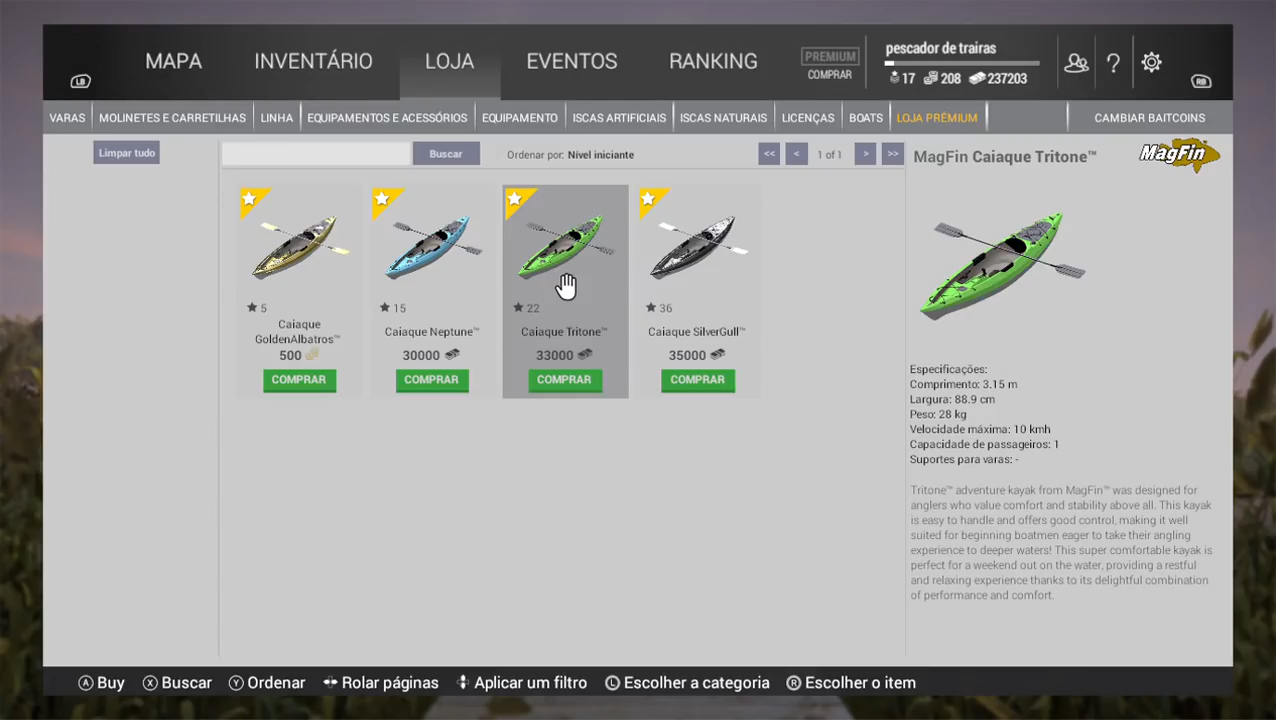 MAPA
INVENTÁRIO
LOJA
EVENTOS
RANKING
PREMIUM
COMPRAR
pescador de trairas
17 208 237203
?
LB
RB
VARAS
MOLINETES E CARRETILHAS
LINHA
EQUIPAMENTOS E ACESSÓRIOS
EQUIPAMENTO
ISCAS ARTIFICIAIS
ISCAS NATURAIS
LICENÇAS
BOATS
LOJA PRÊMIUM
CAMBIAR BAITCOINS
Limpar tudo
Buscar
Ordenar por: Nível iniciante
<<
<
1 of 1
>
>>
5
Caiaque
GoldenAlbatros™
500
COMPRAR
15
Caiaque Neptune™
30000
COMPRAR
22
Caiaque Tritone™
33000
COMPRAR
36
Caiaque SilverGull™
35000
COMPRAR
MagFin Caiaque Tritone™
MagFin
Especificações:
Comprimento: 3.15 m
Largura: 88.9 cm
Peso: 28 kg
Velocidade máxima: 10 kmh
Capacidade de passageiros: 1
Suportes para varas: -
Tritone™ adventure kayak from MagFin™ was designed for
anglers who value comfort and stability above all. This kayak
is easy to handle and offers good control, making it well
suited for beginning boatmen eager to take their angling
experience to deeper waters! This super comfortable kayak is
perfect for a weekend out on the water, providing a restful
and relaxing experience thanks to its delightful combination
of performance and comfort.
A Buy
X Buscar
Y Ordenar
Rolar páginas
Aplicar um filtro
L Escolher a categoria
R Escolher o item